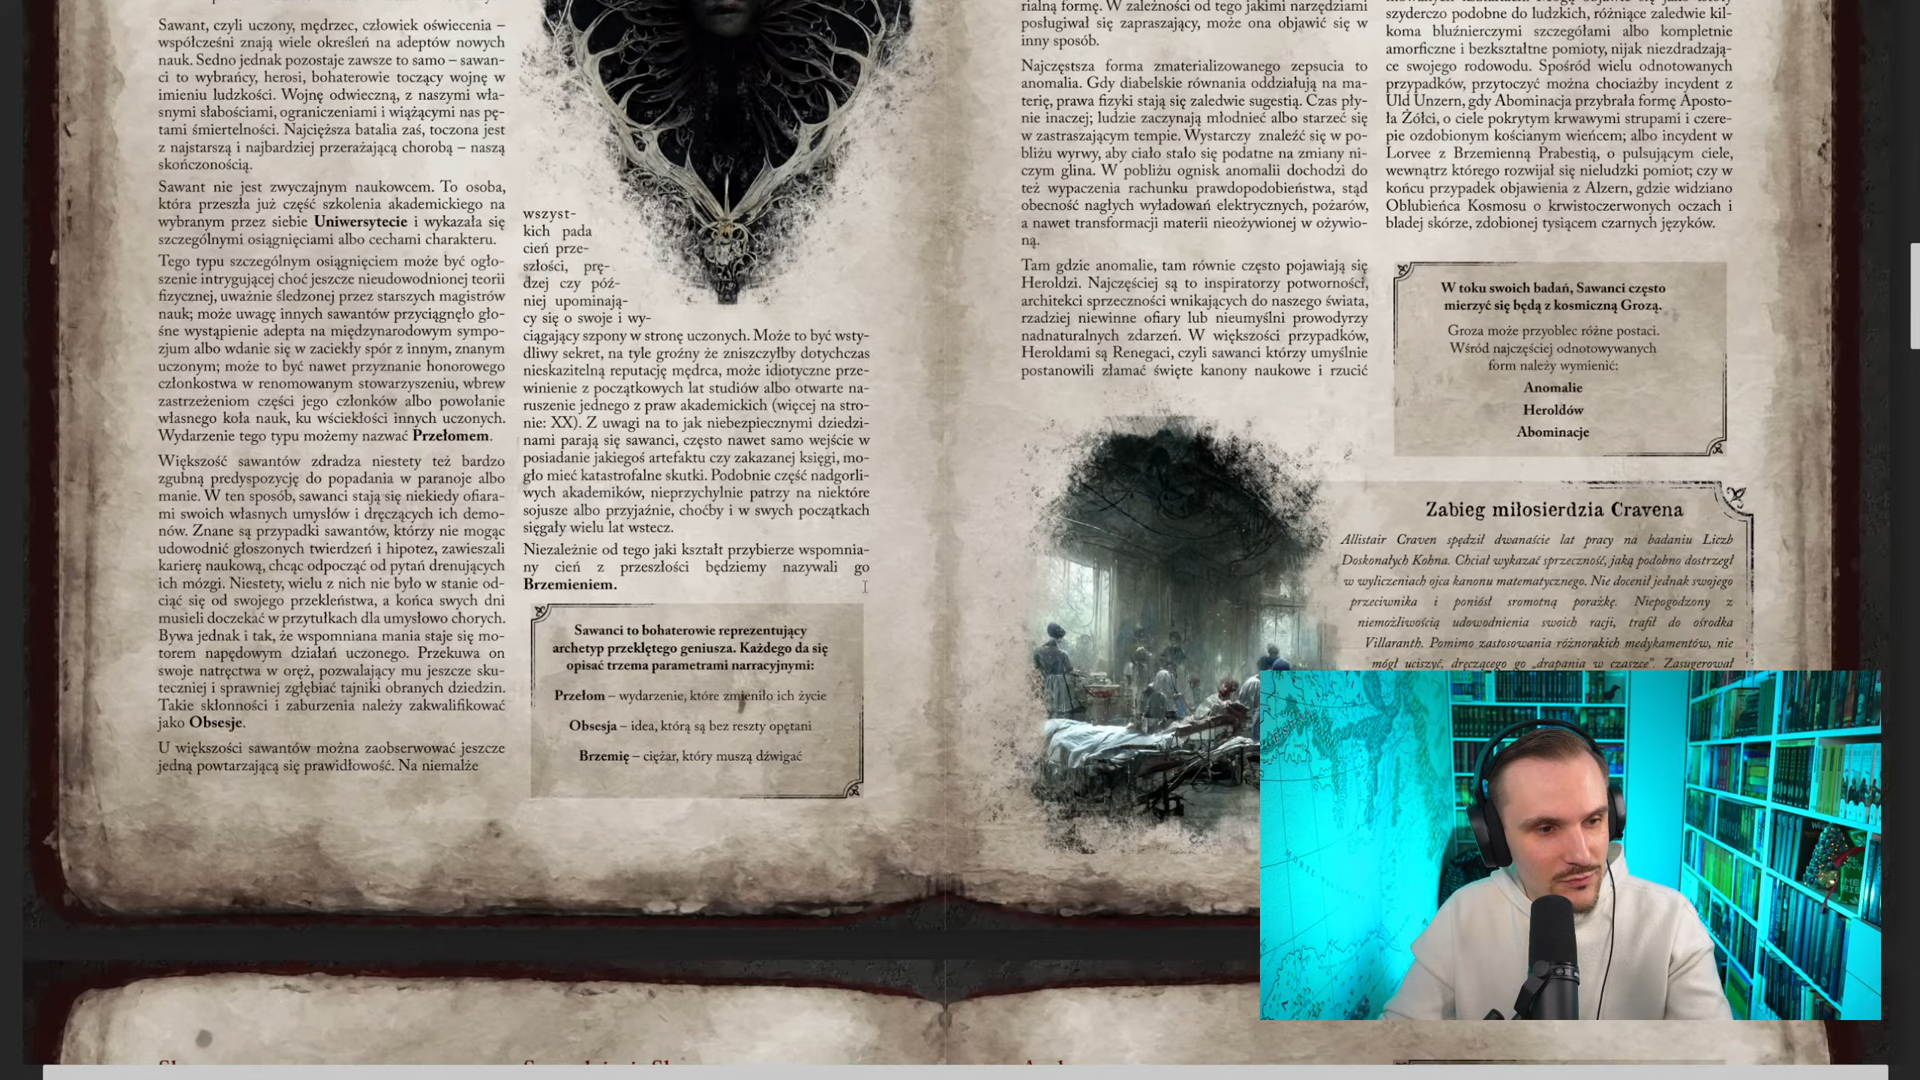 Sawant, czyli uczony, mędrzec, człowiek oświecenia –
współcześni znają wiele określeń na adeptów nowych
nauk. Sedno jednak pozostaje zawsze to samo – sawan-
ci to wybrańcy, herosi, bohaterowie toczący wojnę w
imieniu ludzkości. Wojnę odwieczną, z naszymi wła-
snymi słabościami, ograniczeniami i wiążącymi nas pę-
tami śmiertelności. Najcięższa batalia zaś, toczona jest
z najstarszą i najbardziej przerażającą chorobą – naszą
skończonością.
Sawant nie jest zwyczajnym naukowcem. To osoba,
która przeszła już część szkolenia akademickiego na
wybranym przez siebie Uniwersytecie i wykazała się
szczególnymi osiągnięciami albo cechami charakteru.
Tego typu szczególnym osiągnięciem może być ogło-
szenie intrygującej choć jeszcze nieudowodnionej teorii
fizycznej, uważnie śledzonej przez starszych magistrów
nauk; może uwagę innych sawantów przyciągnęło gło-
śne wystąpienie adepta na międzynarodowym sympo-
zjum albo wdanie się w zaciekły spór z innym, znanym
uczonym; może to być nawet przyznanie honorowego
członkostwa w renomowanym stowarzyszeniu, wbrew
zastrzeżeniom części jego członków albo powołanie
własnego koła nauk, ku wściekłości innych uczonych.
Wydarzenie tego typu możemy nazwać Przełomem.
Większość sawantów zdradza niestety też bardzo
zgubną predyspozycję do popadania w paranoje albo
manie. W ten sposób, sawanci stają się niekiedy ofiara-
mi swoich własnych umysłów i dręczących ich demo-
nów. Znane są przypadki sawantów, którzy nie mogąc
udowodnić głoszonych twierdzeń i hipotez, zawieszali
karierę naukową, chcąc odpocząć od pytań drenujących
ich mózgi. Niestety, wielu z nich nie było w stanie od-
ciąć się od swojego przekleństwa, a końca swych dni
musieli doczekać w przytułkach dla umysłowo chorych.
Bywa jednak i tak, że wspomniana mania staje się mo-
torem napędowym działań uczonego. Przekuwa on
swoje natręctwa w oręż, pozwalający mu jeszcze sku-
teczniej i sprawniej zgłębiać tajniki obranych dziedzin.
Takie skłonności i zaburzenia należy zakwalifikować
jako Obsesje.
U większości sawantów można zaobserwować jeszcze
jedną powtarzającą się prawidłowość. Na niemalże
wszyst-
kich pada
cień prze-
szłości, prę-
dzej czy póź-
niej upominają-
cy się o swoje i wy-
ciągający szpony w stronę uczonych. Może to być wsty-
dliwy sekret, na tyle groźny że zniszczyłby dotychczas
nieskazitelną reputację mędrca, może idiotyczne prze-
winienie z początkowych lat studiów albo otwarte na-
ruszenie jednego z praw akademickich (więcej na stro-
nie: XX). Z uwagi na to jak niebezpiecznymi dziedzi-
nami parają się sawanci, często nawet samo wejście w
posiadanie jakiegoś artefaktu czy zakazanej księgi, mo-
gło mieć katastrofalne skutki. Podobnie część nadgorli-
wych akademików, nieprzychylnie patrzy na niektóre
sojusze albo przyjaźnie, choćby i w swych początkach
sięgały wielu lat wstecz.
Niezależnie od tego jaki kształt przybierze wspomnia-
ny cień z przeszłości będziemy nazywali go
Brzemieniem.
Sawanci to bohaterowie reprezentujący
archetyp przeklętego geniusza. Każdego da się
opisać trzema parametrami narracyjnymi:
Przełom – wydarzenie, które zmieniło ich życie
Obsesja – idea, którą są bez reszty opętani
Brzemię – ciężar, który muszą dźwigać
rialną formę. W zależności od tego jakimi narzędziami
posługiwał się zapraszający, może ona objawić się w
inny sposób.
Najczęstsza forma zmaterializowanego zepsucia to
anomalia. Gdy diabelskie równania oddziałują na ma-
terię, prawa fizyki stają się zaledwie sugestią. Czas pły-
nie inaczej; ludzie zaczynają młodnieć albo starzeć się
w zastraszającym tempie. Wystarczy znaleźć się w po-
bliżu wyrwy, aby ciało stało się podatne na zmiany ni-
czym glina. W pobliżu ognisk anomalii dochodzi do
też wypaczenia rachunku prawdopodobieństwa, stąd
obecność nagłych wyładowań elektrycznych, pożarów,
a nawet transformacji materii nieożywionej w ożywio-
ną.
Tam gdzie anomalie, tam równie często pojawiają się
Heroldzi. Najczęściej są to inspiratorzy potworności,
architekci sprzeczności wnikających do naszego świata,
rzadziej niewinne ofiary lub nieumyślni prowodyrzy
nadnaturalnych zdarzeń. W większości przypadków,
Heroldami są Renegaci, czyli sawanci którzy umyślnie
postanowili złamać święte kanony naukowe i rzucić
szyderczo podobne do ludzkich, różniące zaledwie kil-
koma bluźnierczymi szczegółami albo kompletnie
amorficzne i bezkształtne pomioty, nijak niezdradzają-
ce swojego rodowodu. Spośród wielu odnotowanych
przypadków, przytoczyć można chociażby incydent z
Uld Unzern, gdy Abominacja przybrała formę Aposto-
ła Żółci, o ciele pokrytym krwawymi strupami i czere-
pie ozdobionym kościanym wieńcem; albo incydent w
Lorvee z Brzemienną Prabestią, o pulsującym ciele,
wewnątrz którego rozwijał się nieludzki pomiot; czy w
końcu przypadek objawienia z Alzern, gdzie widziano
Oblubieńca Kosmosu o krwistoczerwonych oczach i
bladej skórze, zdobionej tysiącem czarnych języków.
W toku swoich badań, Sawanci często
mierzyć się będą z kosmiczną Grozą.
Groza może przyoblec różne postaci.
Wśród najczęściej odnotowywanych
form należy wymienić:
Anomalie
Heroldów
Abominacje
Zabieg miłosierdzia Cravena
Allistair Craven spędził dwanaście lat pracy na badaniu Liczb
Doskonałych Kohna. Chciał wykazać sprzeczność, jaką podobno dostrzegł
w wyliczeniach ojca kanonu matematycznego. Nie docenił jednak swojego
przeciwnika i poniósł sromotną porażkę. Niepogodzony z
niemożliwością udowodnienia swoich racji, trafił do ośrodka
Villaranth. Pomimo zastosowania różnorakich medykamentów, nie
mógł uciszyć, dręczącego go „drapania w czaszce”. Zasugerował